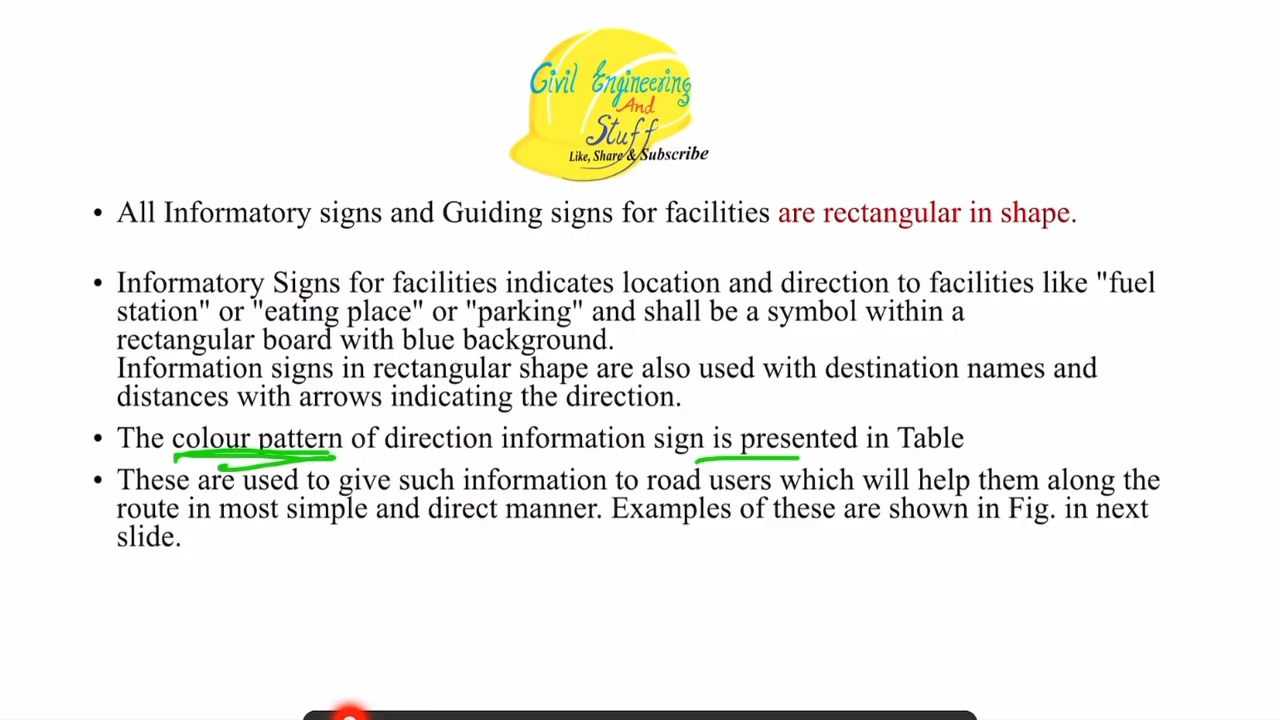 Civil Engineering
And
Stuff
Like, Share & Subscribe
• All Informatory signs and Guiding signs for facilities are rectangular in shape.
• Informatory Signs for facilities indicates location and direction to facilities like "fuel
station" or "eating place" or "parking" and shall be a symbol within a
rectangular board with blue background.
Information signs in rectangular shape are also used with destination names and
distances with arrows indicating the direction.
• The colour pattern of direction information sign is presented in Table
• These are used to give such information to road users which will help them along the
route in most simple and direct manner. Examples of these are shown in Fig. in next
slide.